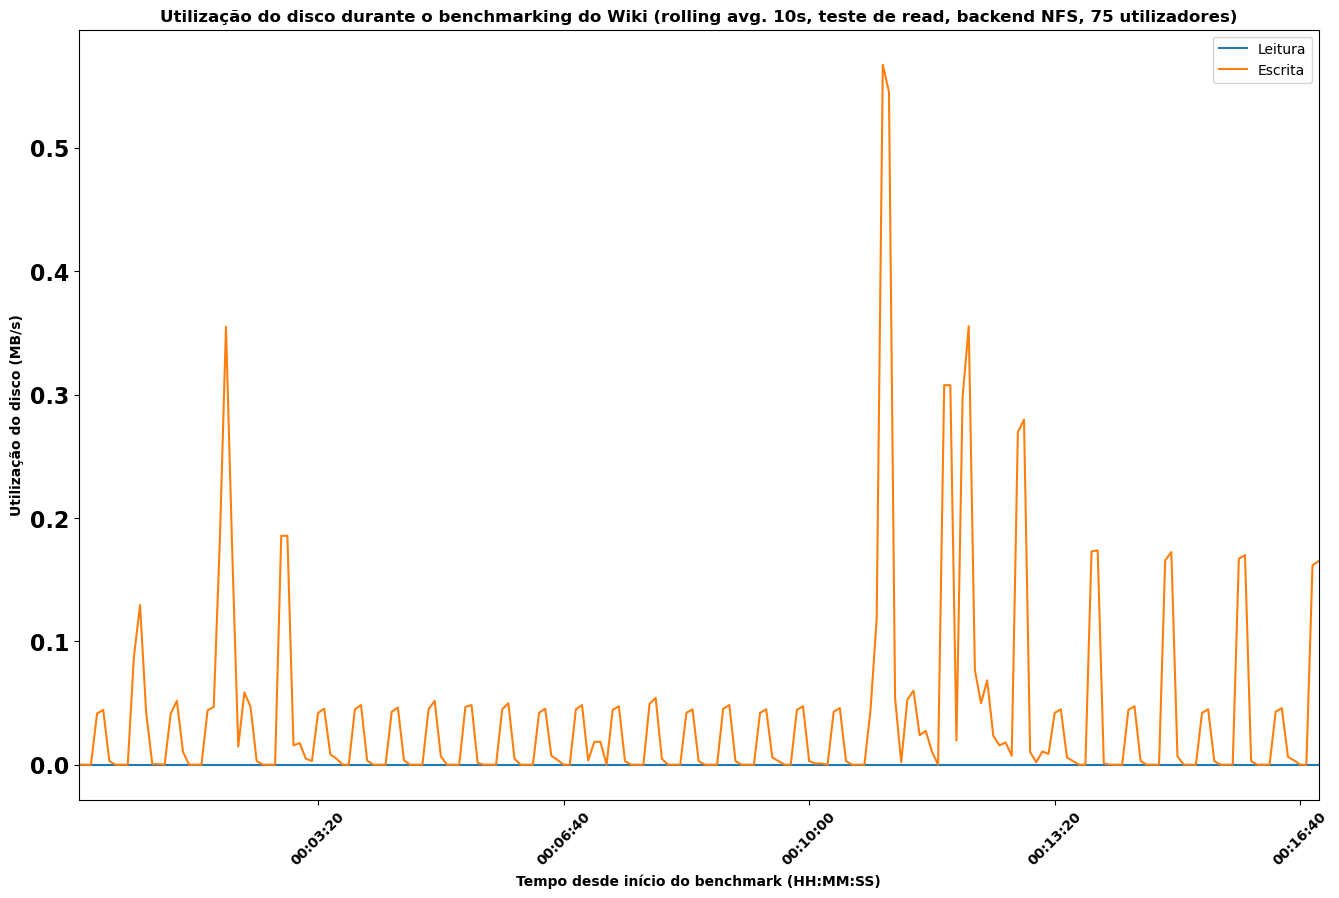 Utilização do disco durante o benchmarking do Wiki (rolling avg. 10s, teste de read, backend NFS, 75 utilizadores)
Leitura
Escrita
Utilização do disco (MB/s)
0.5
0.4
0.3
0.2
0.1
0.0
00:03:20
00:06:40
00:10:00
00:13:20
00:16:40
Tempo desde início do benchmark (HH:MM:SS)